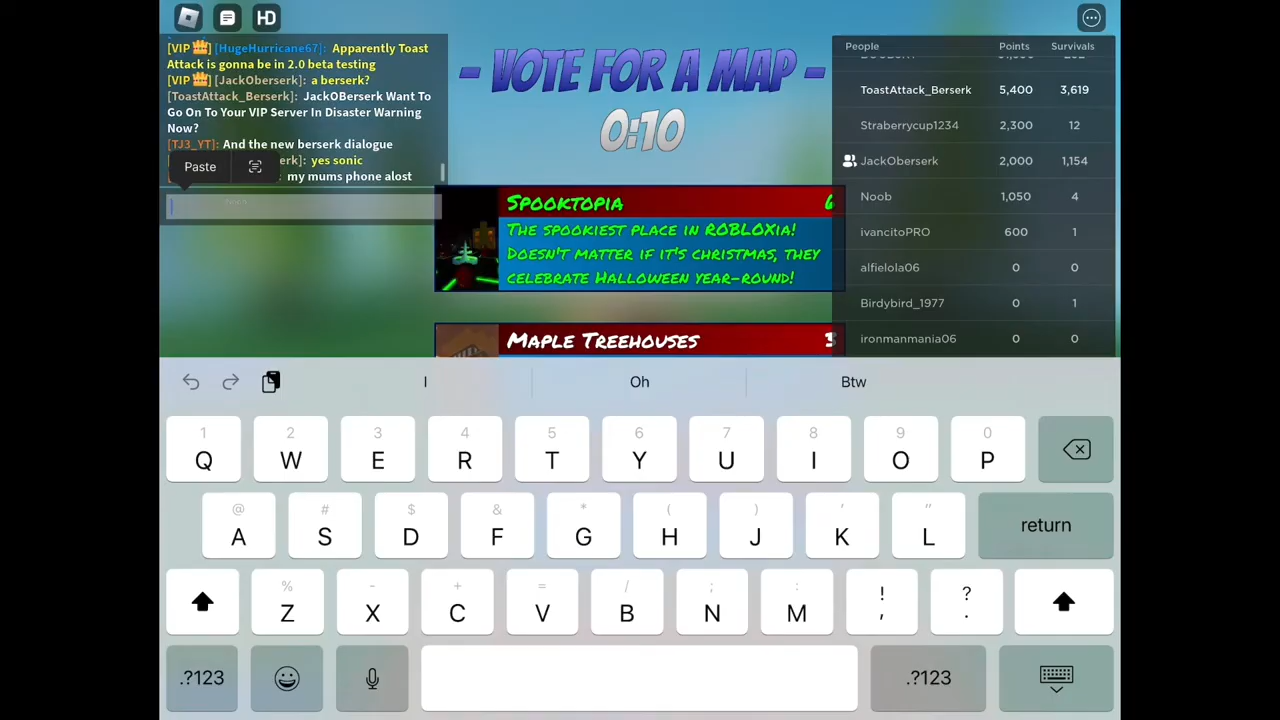 HD
[VIP👑] [HugeHurricane67]: Apparently Toast
Attack is gonna be in 2.0 beta testing
[VIP👑] [JackOberserk]: a berserk?
[ToastAttack_Berserk]: JackOBerserk Want To
Go On To Your VIP Server In Disaster Warning
Now?
[TJ3_YT]: And the new berserk dialogue
erk]: yes sonic
my mums phone alost
Paste
Noob
- VOTE FOR A MAP -
0:10
SPOOKTOPIA
THE SPOOKIEST PLACE IN ROBLOXIA!
DOESN'T MATTER IF IT'S CHRISTMAS, THEY
CELEBRATE HALLOWEEN YEAR-ROUND!
MAPLE TREEHOUSES
People Points Survivals
ToastAttack_Berserk 5,400 3,619
Straberrycup1234 2,300 12
JackOberserk 2,000 1,154
Noob 1,050 4
ivancitoPRO 600 1
alfielola06 0 0
Birdybird_1977 0 1
ironmanmania06 0 0
I Oh Btw
1 2 3 4 5 6 7 8 9 0
Q W E R T Y U I O P
@ # $ & * ( ) ' "
A S D F G H J K L return
% - + = / ; : ! ?
Z X C V B N M , .
.?123 .?123